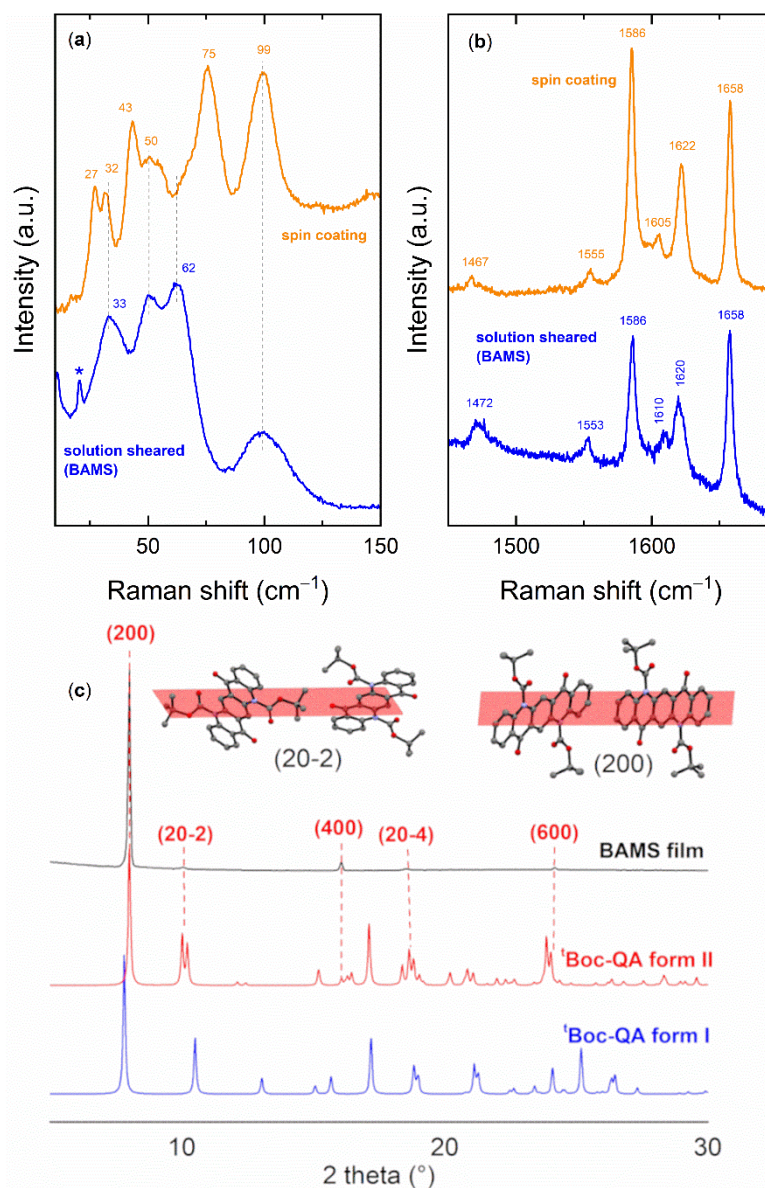 (a)
75
99
43
50
27
32
spin coating
62
33
*
solution sheared
(BAMS)
50
100
150
Raman shift (cm⁻¹)
Intensity (a.u.)
(b)
1586
1658
spin coating
1622
1605
1467
1555
1658
solution sheared
(BAMS)
1586
1620
1472
1610
1553
1500
1600
Raman shift (cm⁻¹)
Intensity (a.u.)
(200)
(c)
(20-2)
(200)
(20-2)
(400)
(20-4)
(600)
BAMS film
ᵗBoc-QA form II
ᵗBoc-QA form I
10
20
30
2 theta (°)